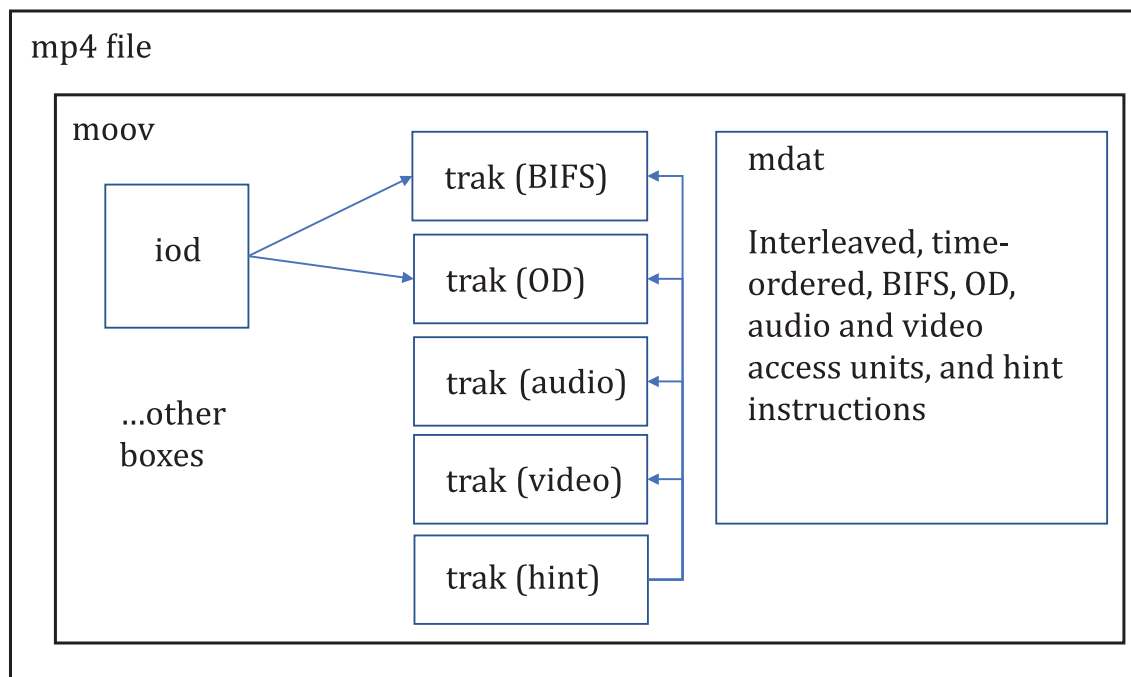 mp4 file
moov
iod
…other
boxes
trak (BIFS)
trak (OD)
trak (audio)
trak (video)
trak (hint)
mdat
Interleaved, time-
ordered, BIFS, OD,
audio and video
access units, and hint
instructions